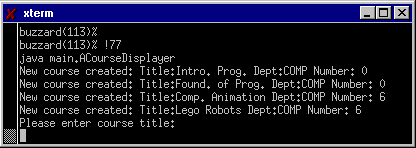 xterm
buzzard(113)%
buzzard(113)% !77
java main.ACourseDisplayer
New course created: Title:Intro. Prog. Dept:COMP Number: 0
New course created: Title:Found. of Prog. Dept:COMP Number: 0
New course created: Title:Comp. Animation Dept:COMP Number: 6
New course created: Title:Lego Robots Dept:COMP Number: 6
Please enter course title: